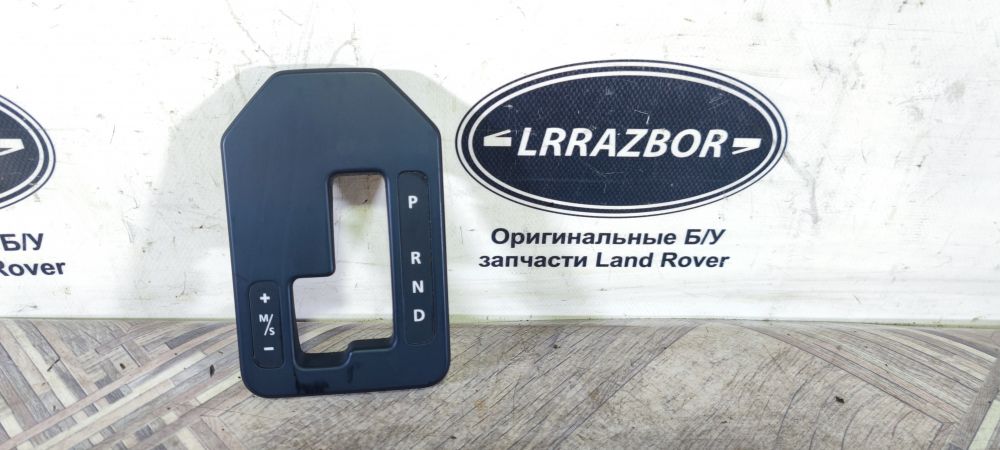 LRRAZBOR
Оригинальные Б/У
запчасти Land Rover
Б/У
Rover
P
R
N
D
+
M/S
–